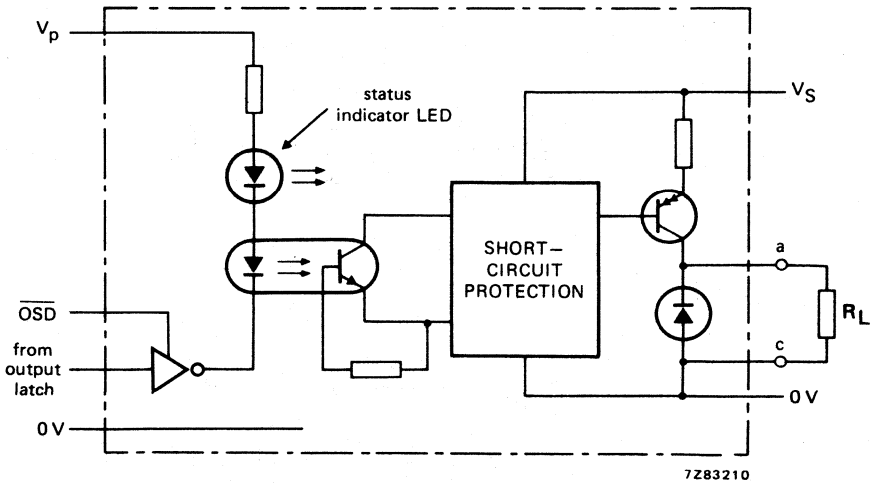 Vp
status
indicator LED
VS
SHORT–
CIRCUIT
PROTECTION
a
RL
c
OSD
from
output
latch
0 V
0 V
7Z83210